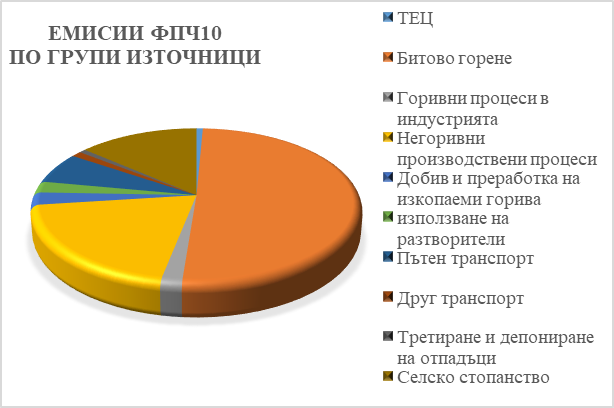 ЕМИСИИ ФПЧ10
ПО ГРУПИ ИЗТОЧНИЦИ
ТЕЦ
Битово горене
Горивни процеси в
индустрията
Негоривни
производствени процеси
Добив и преработка на
изкопаеми горива
използване на
разтворители
Пътен транспорт
Друг транспорт
Третиране и депониране
на отпадъци
Селско стопанство